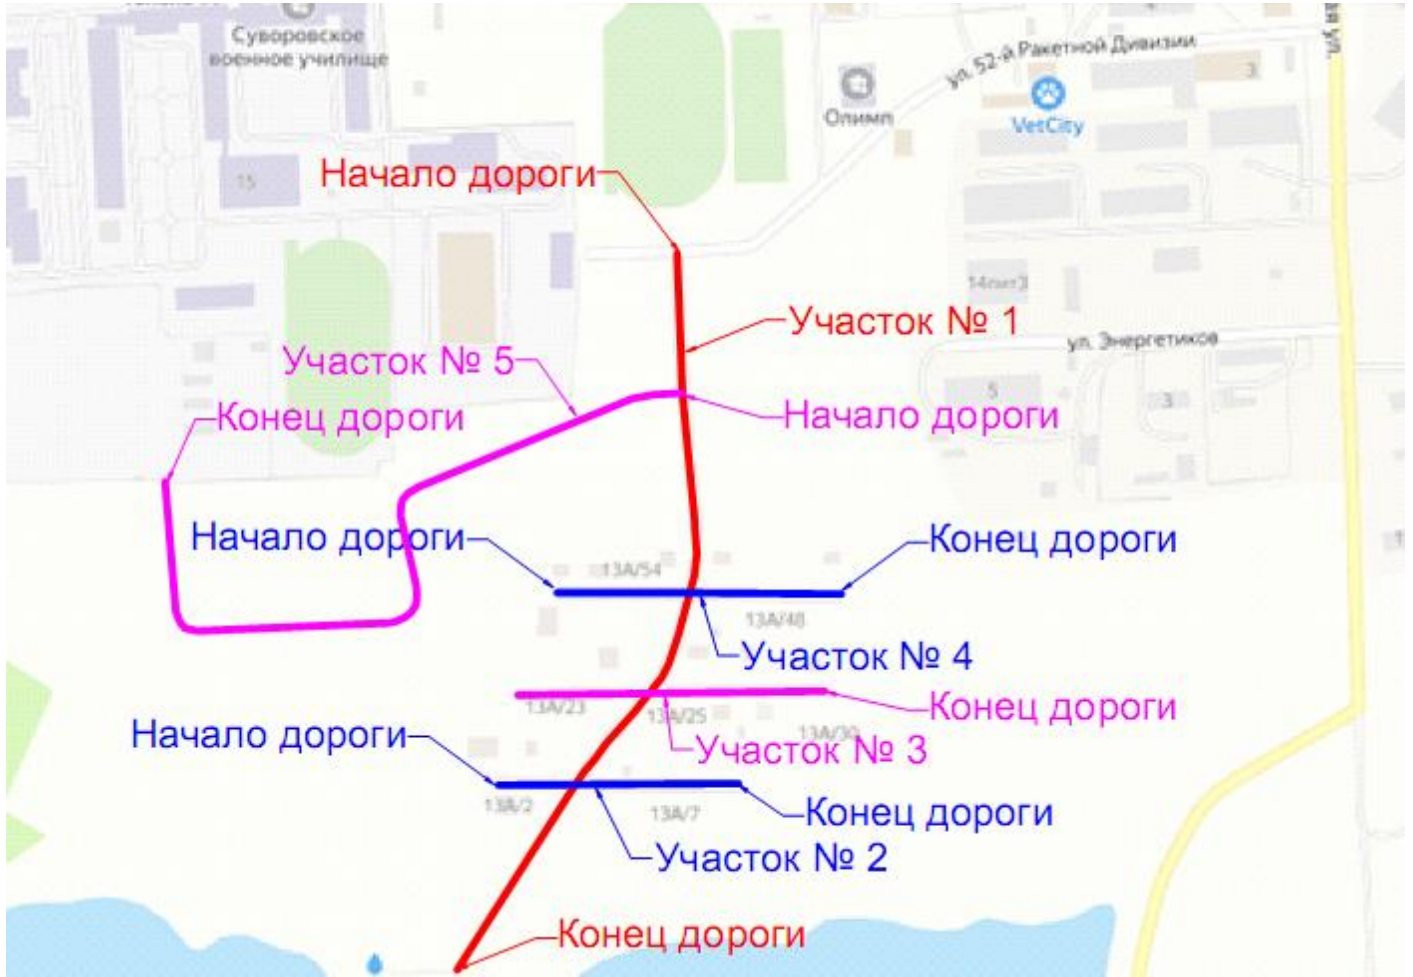 Суворовское
военное училище
ул. 52-й Ракетной Дивизии
3
Олимп
VetCity
Начало дороги
15
14лит3
Участок № 1
ул. Энергетиков
Участок № 5
5
3
Конец дороги
Начало дороги
Начало дороги
Конец дороги
13А/54
13А/48
Участок № 4
13А/23
13А/25
Конец дороги
13А/30
Начало дороги
Участок № 3
13А/2
13А/7
Конец дороги
Участок № 2
Конец дороги